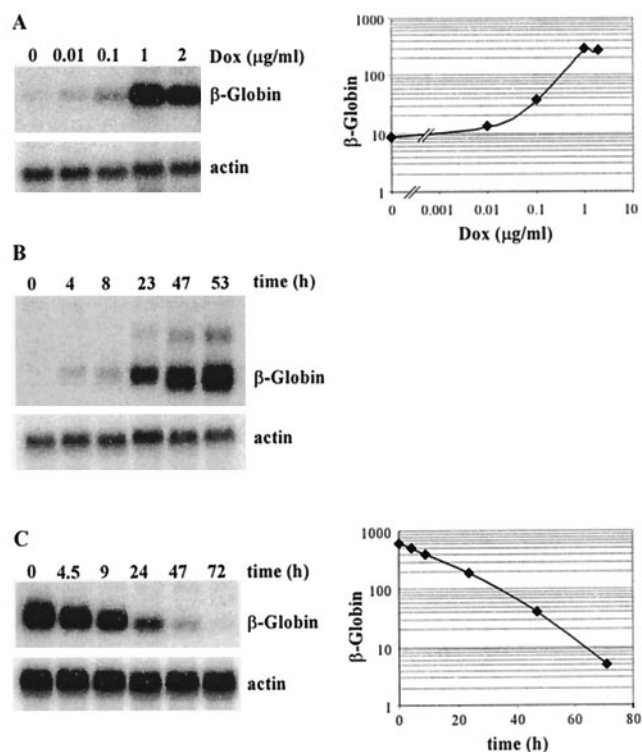 A
0 0.01 0.1 1 2 Dox (μg/ml)
β-Globin
actin
1000
100
10
1
β-Globin
0 0.001 0.01 0.1 1 10
Dox (μg/ml)
B
0 4 8 23 47 53 time (h)
β-Globin
actin
C
0 4.5 9 24 47 72 time (h)
β-Globin
actin
1000
100
10
1
β-Globin
0 20 40 60 80
time (h)